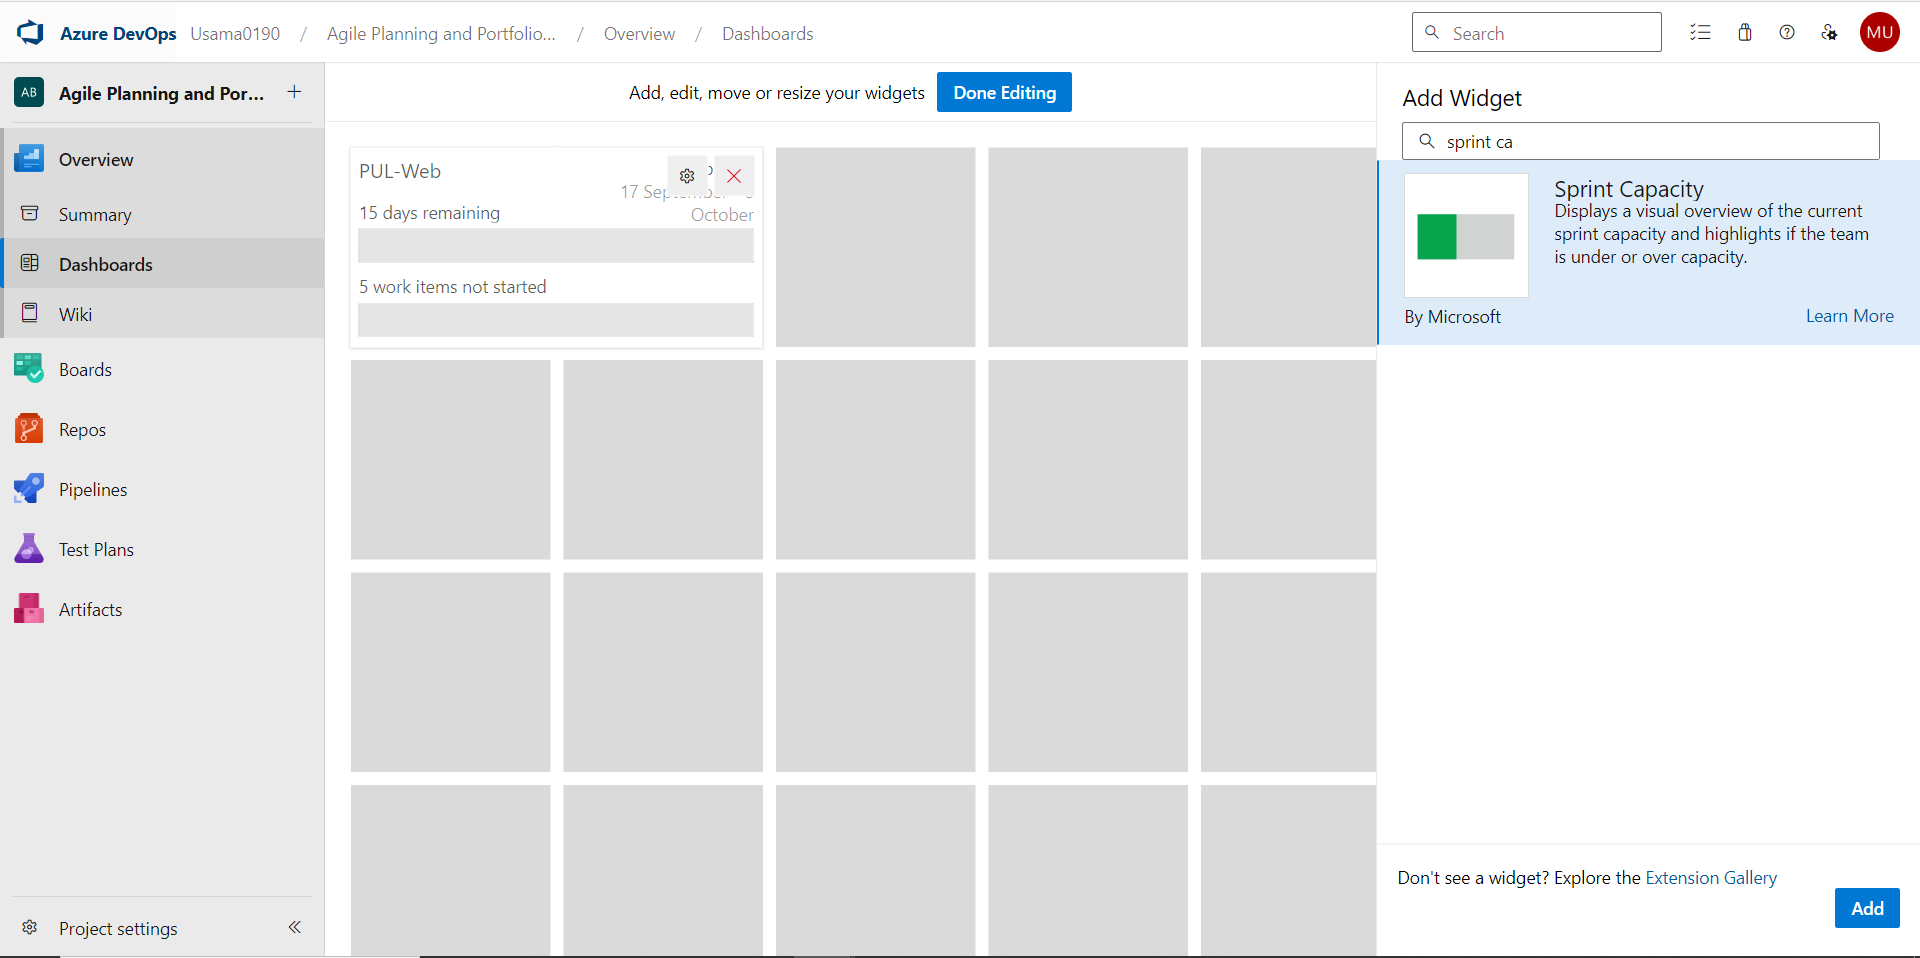 Azure DevOps Usama0190 / Agile Planning and Portfolio... / Overview / Dashboards
Search
MU
AB Agile Planning and Por...
Overview
Summary
Dashboards
Wiki
Boards
Repos
Pipelines
Test Plans
Artifacts
Project settings
Add, edit, move or resize your widgets Done Editing
PUL-Web
17 September
October
15 days remaining
5 work items not started
Add Widget
sprint ca
Sprint Capacity
Displays a visual overview of the current
sprint capacity and highlights if the team
is under or over capacity.
By Microsoft Learn More
Don't see a widget? Explore the Extension Gallery
Add